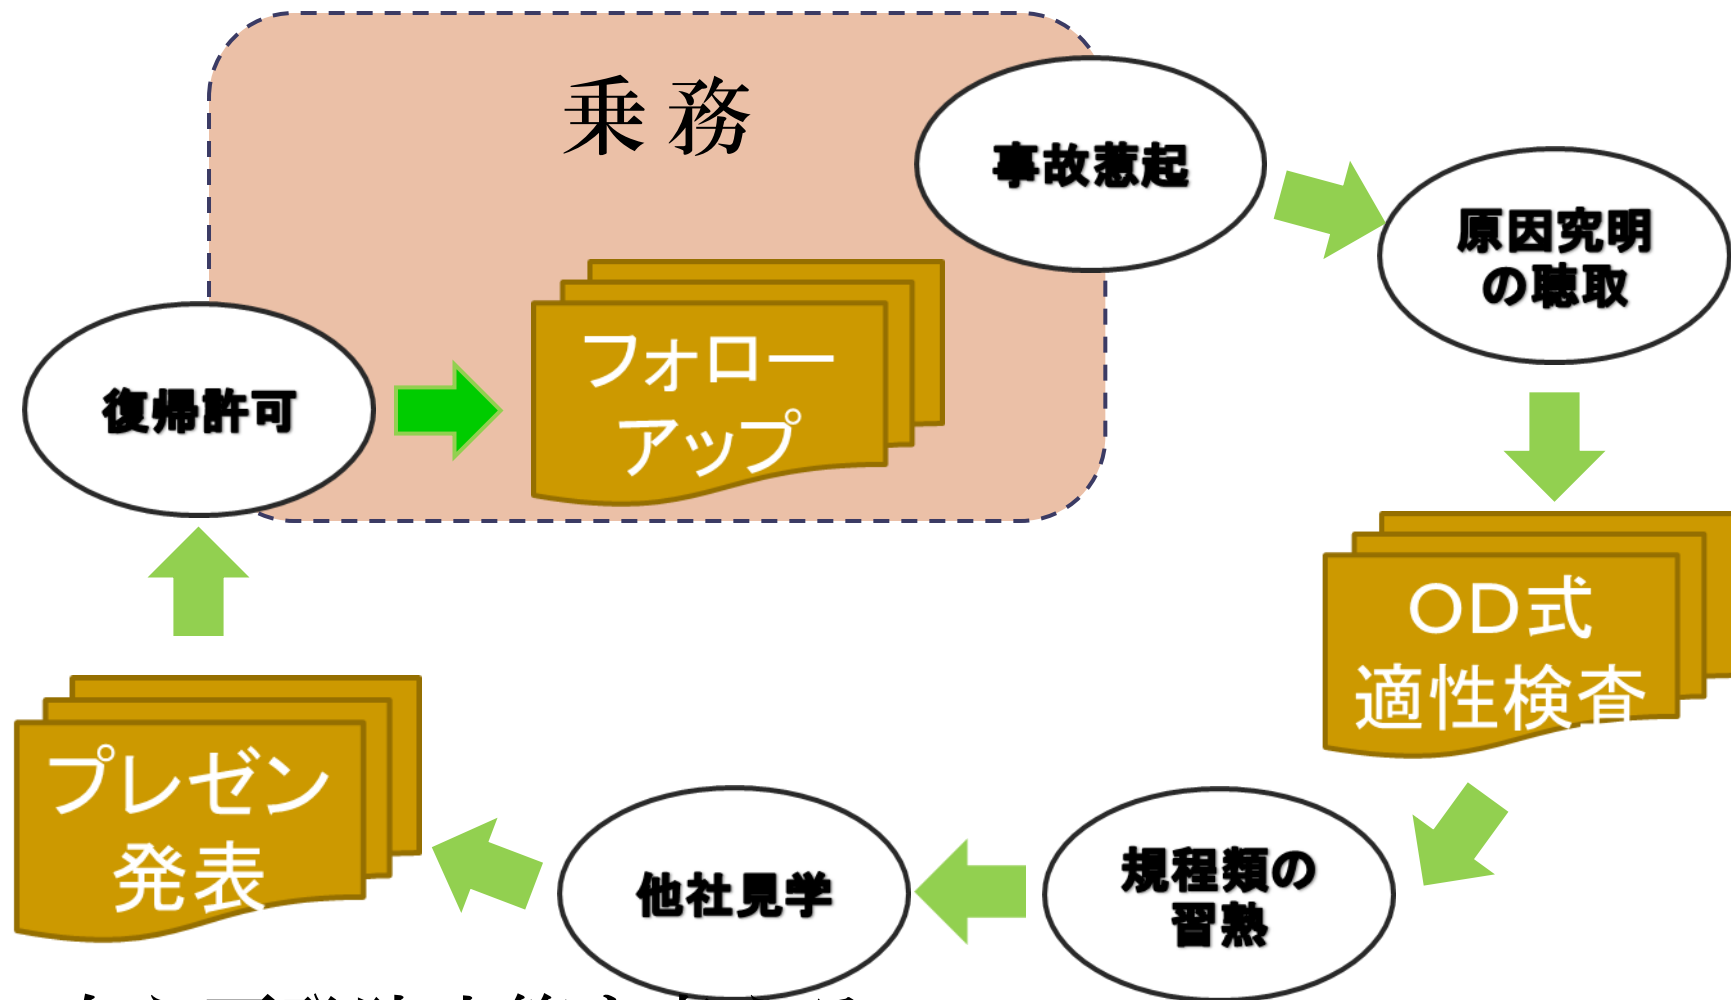 乗務
事故惹起
原因究明
の聴取
OD式
適性検査
規程類の
習熟
他社見学
プレゼン
発表
復帰許可
フォロー
アップ